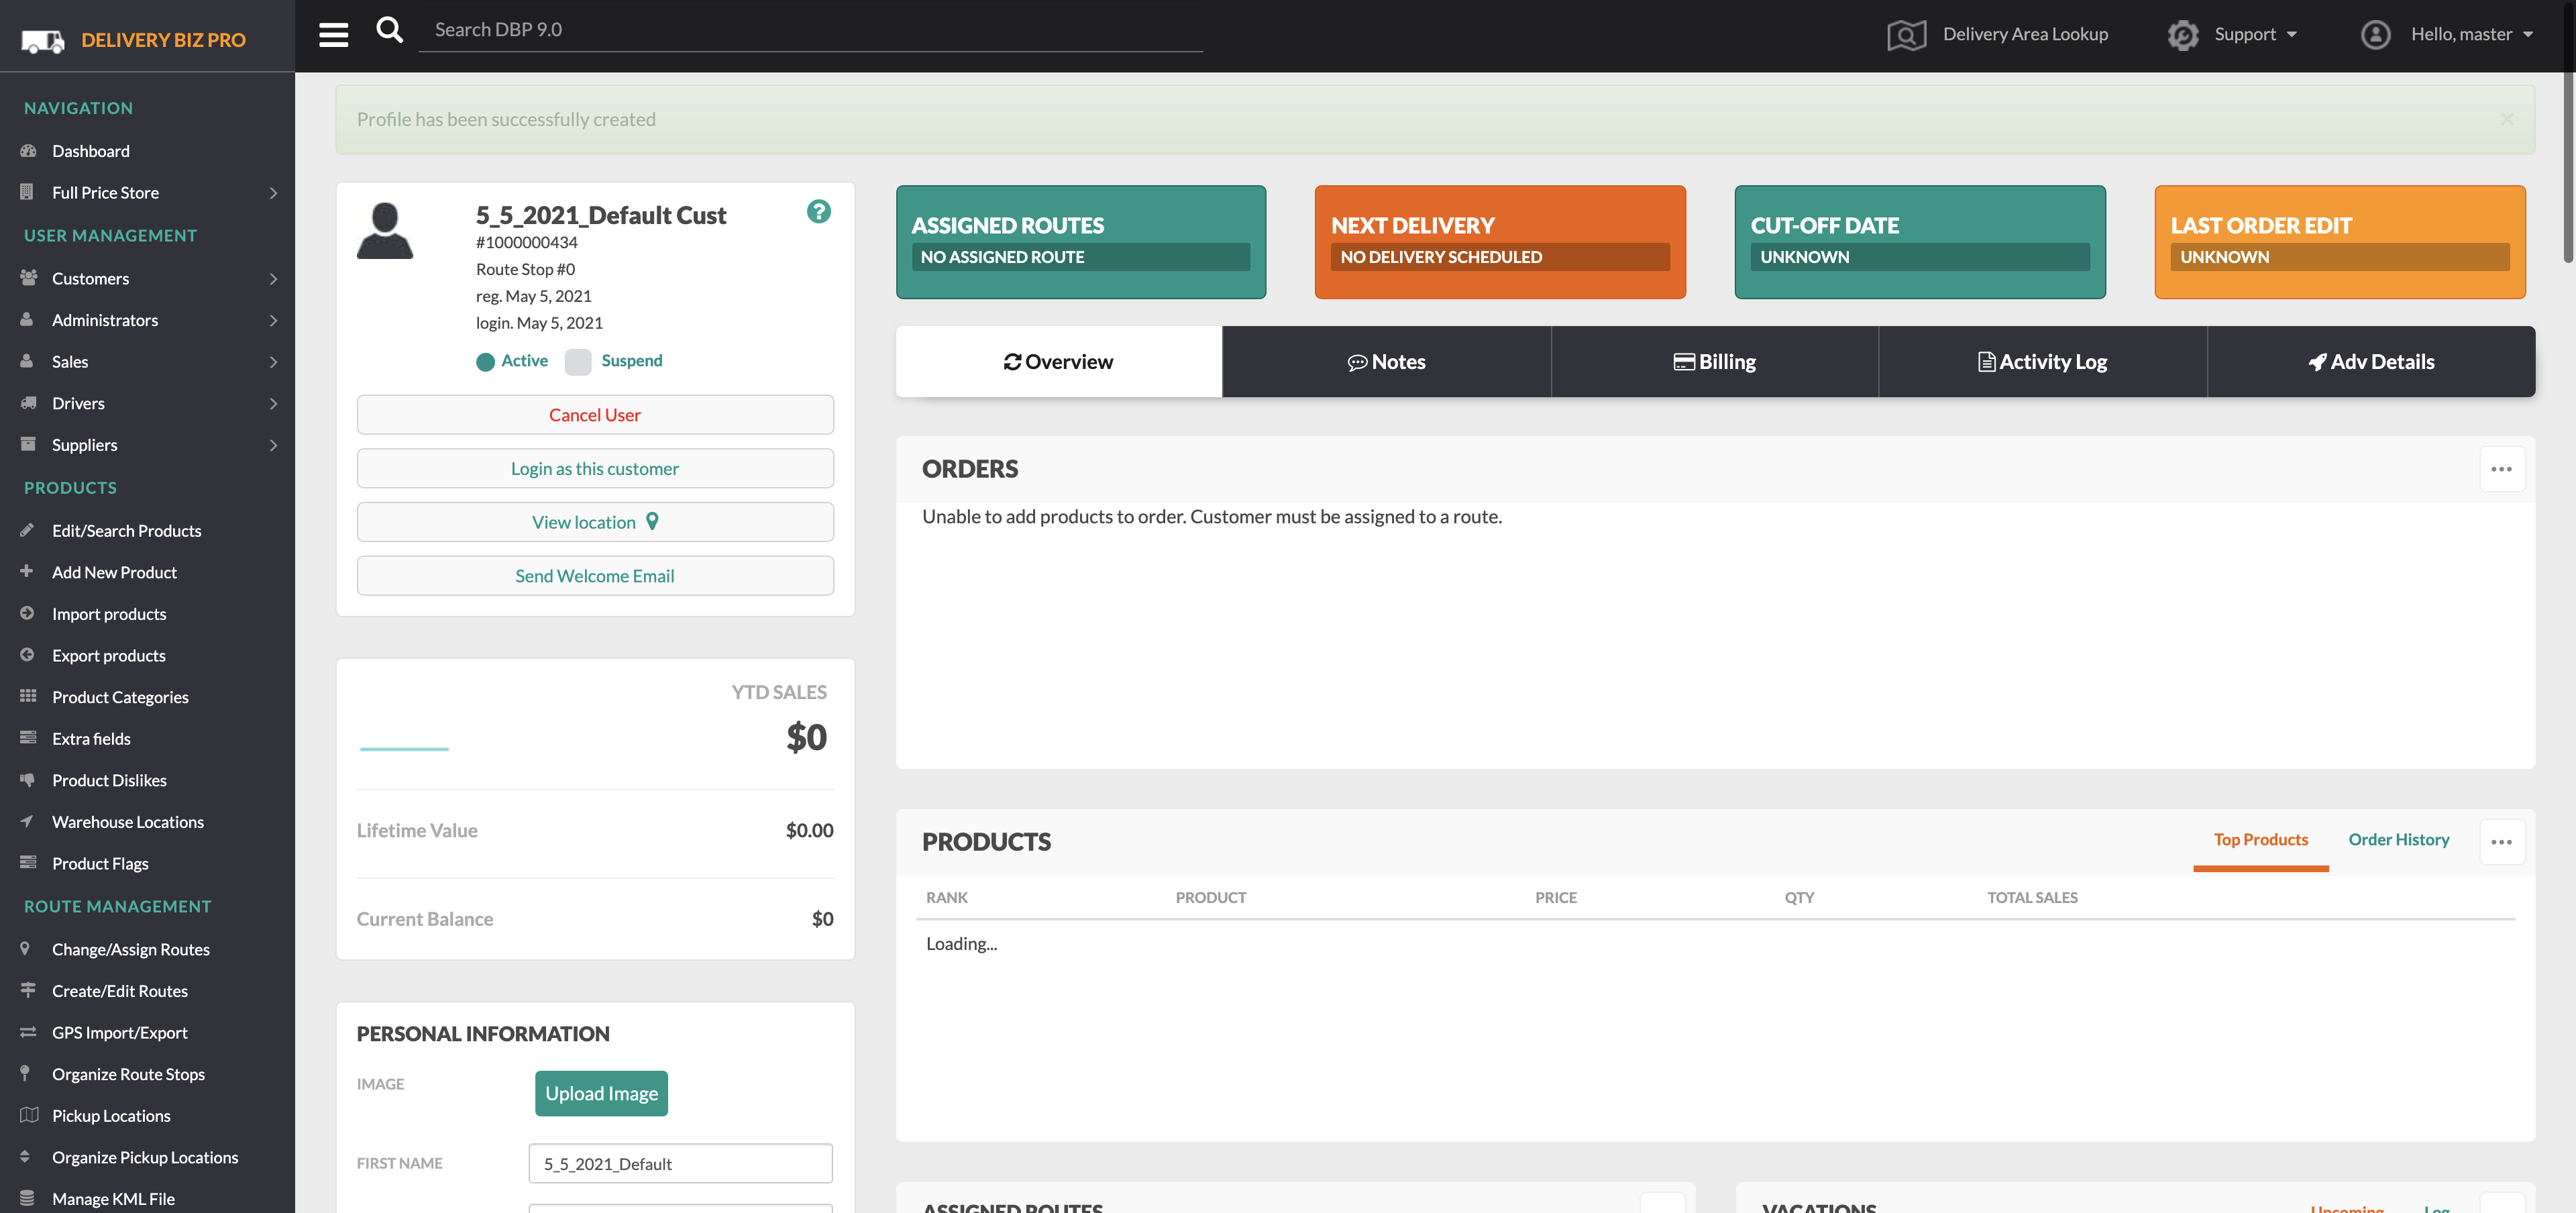 DELIVERY BIZ PRO
Search DBP 9.0
Delivery Area Lookup
Support
Hello, master
NAVIGATION
Dashboard
Full Price Store
USER MANAGEMENT
Customers
Administrators
Sales
Drivers
Suppliers
PRODUCTS
Edit/Search Products
Add New Product
Import products
Export products
Product Categories
Extra fields
Product Dislikes
Warehouse Locations
Product Flags
ROUTE MANAGEMENT
Change/Assign Routes
Create/Edit Routes
GPS Import/Export
Organize Route Stops
Pickup Locations
Organize Pickup Locations
Manage KML File
Profile has been successfully created
5_5_2021_Default Cust
#1000000434
Route Stop #0
reg. May 5, 2021
login. May 5, 2021
Active Suspend
Cancel User
Login as this customer
View location
Send Welcome Email
YTD SALES
$0
Lifetime Value $0.00
Current Balance $0
PERSONAL INFORMATION
IMAGE Upload Image
FIRST NAME 5_5_2021_Default
ASSIGNED ROUTES
NO ASSIGNED ROUTE
NEXT DELIVERY
NO DELIVERY SCHEDULED
CUT-OFF DATE
UNKNOWN
LAST ORDER EDIT
UNKNOWN
Overview Notes Billing Activity Log Adv Details
ORDERS
Unable to add products to order. Customer must be assigned to a route.
PRODUCTS
Top Products Order History
RANK PRODUCT PRICE QTY TOTAL SALES
Loading...
ASSIGNED ROUTES
VACATIONS Upcoming Log